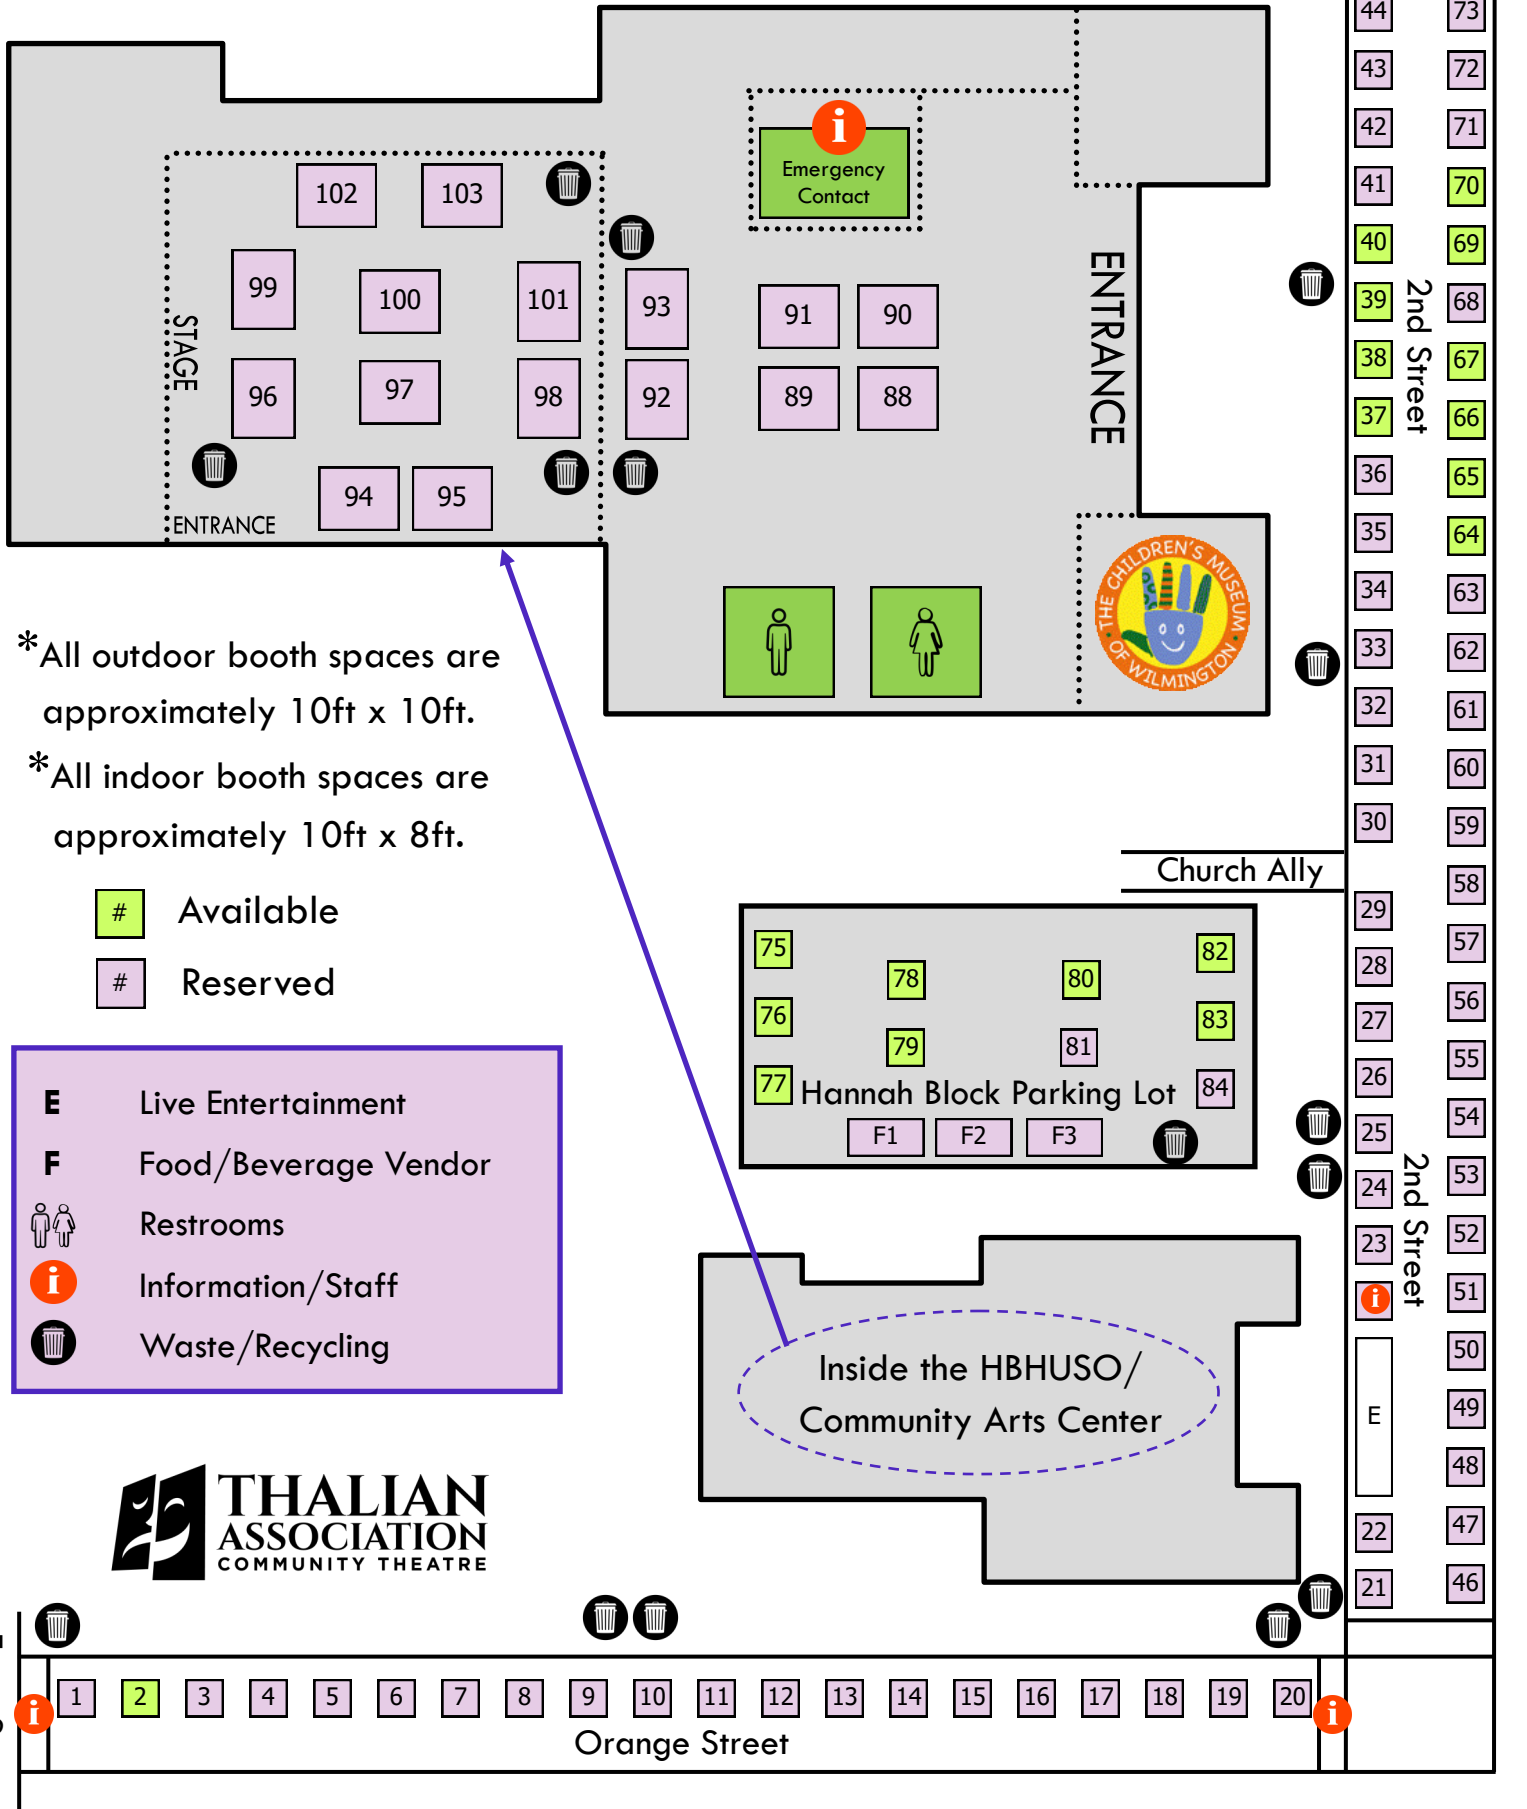 44
73
43
72
42
71
41
70
40
69
39
68
38
67
37
66
36
65
35
64
34
63
33
62
32
61
31
60
30
59
58
29
57
28
56
27
55
26
54
25
53
24
52
23
51
i
50
E
49
48
22
47
21
46
2nd Street
2nd Street
i
Emergency
Contact
102
103
99
100
101
93
91
90
STAGE
96
97
98
92
89
88
94
95
ENTRANCE
ENTRANCE
THE CHILDREN'S MUSEUM
OF WILMINGTON
*All outdoor booth spaces are
approximately 10ft x 10ft.
*All indoor booth spaces are
approximately 10ft x 8ft.
# Available
# Reserved
Church Ally
75
82
78
80
76
83
79
81
77
84
Hannah Block Parking Lot
F1
F2
F3
E Live Entertainment
F Food/Beverage Vendor
Restrooms
i Information/Staff
Waste/Recycling
Inside the HBHUSO/
Community Arts Center
THALIAN
ASSOCIATION
COMMUNITY THEATRE
i 1 2 3 4 5 6 7 8 9 10 11 12 13 14 15 16 17 18 19 20 i
Orange Street